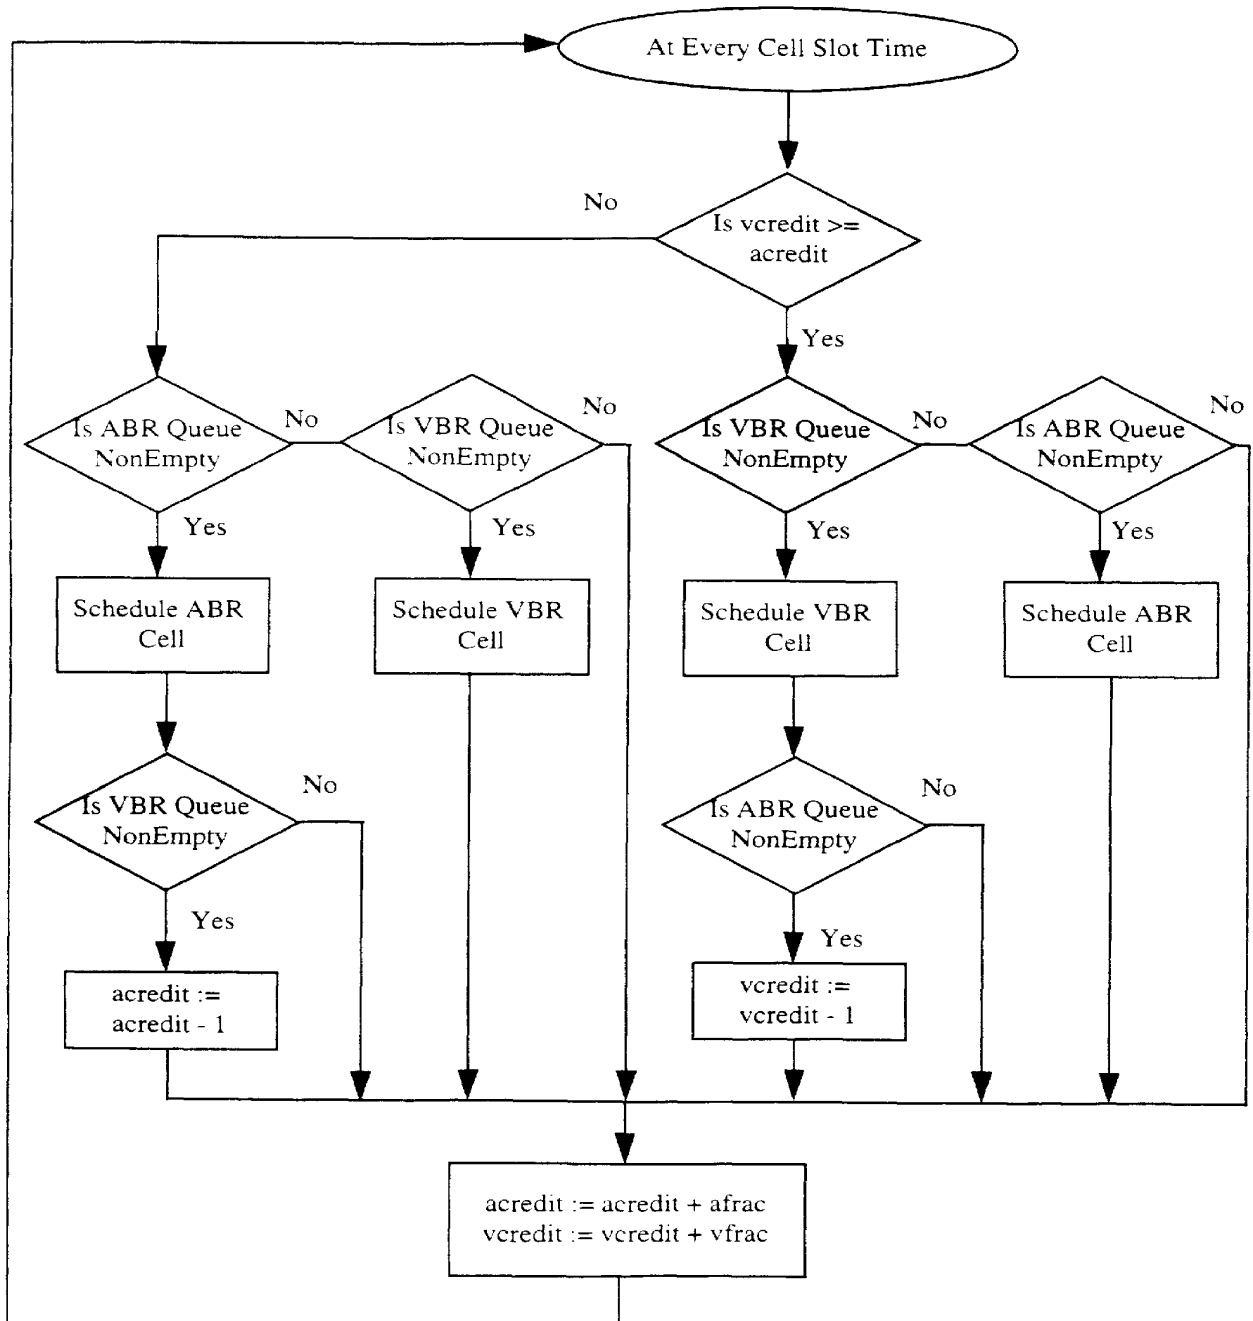 At Every Cell Slot Time
No
Is vcredit >=
acredit
Yes
Is ABR Queue
NonEmpty
No
Is VBR Queue
NonEmpty
No
Is VBR Queue
NonEmpty
No
Is ABR Queue
NonEmpty
No
Yes
Yes
Yes
Yes
Schedule ABR
Cell
Schedule VBR
Cell
Schedule VBR
Cell
Schedule ABR
Cell
Is VBR Queue
NonEmpty
No
Is ABR Queue
NonEmpty
No
Yes
Yes
acredit :=
acredit - 1
vcredit :=
vcredit - 1
acredit := acredit + afrac
vcredit := vcredit + vfrac